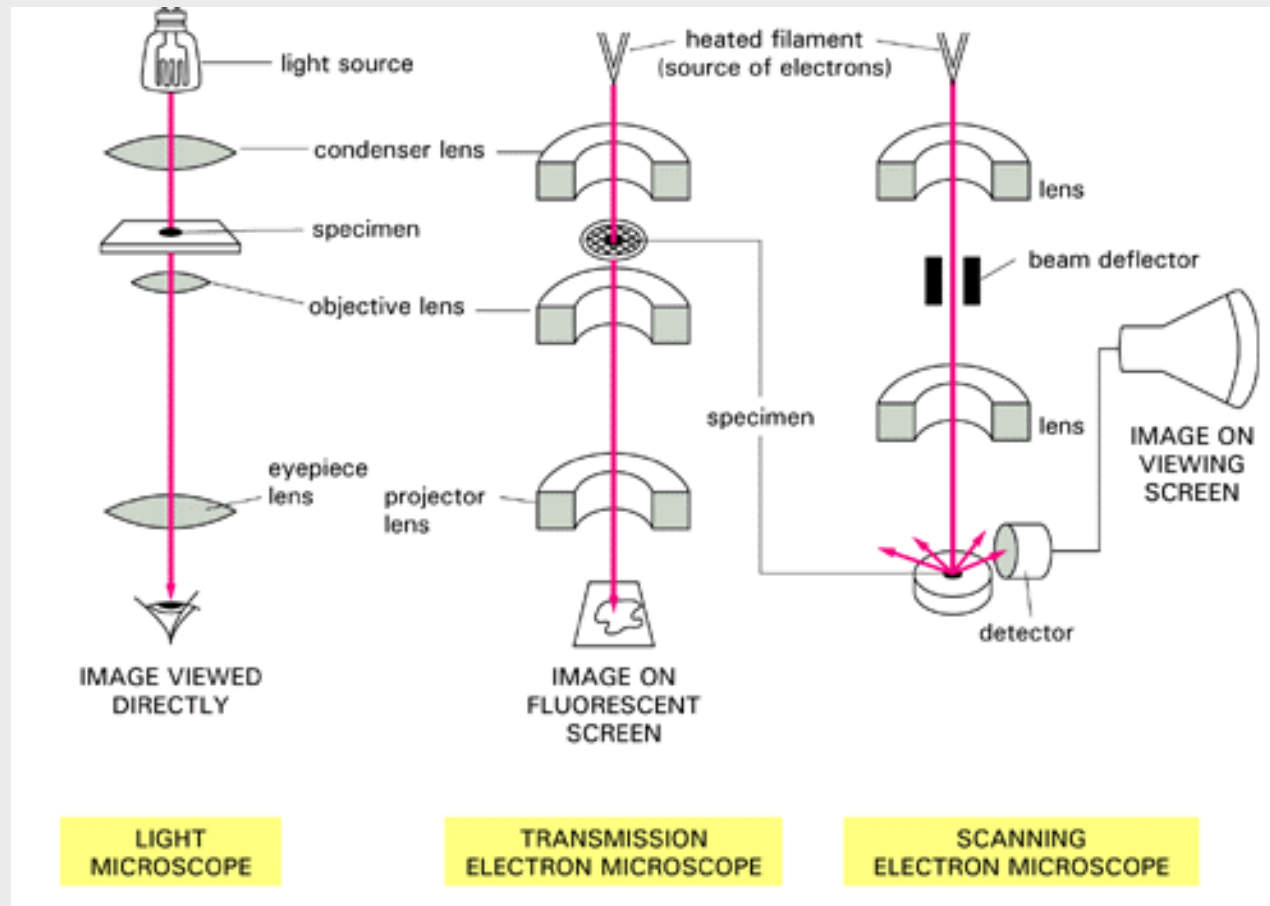 light source
heated filament
(source of electrons)
condenser lens
lens
specimen
beam deflector
objective lens
specimen
lens
IMAGE ON
VIEWING
SCREEN
eyepiece
lens
projector
lens
detector
IMAGE VIEWED
DIRECTLY
IMAGE ON
FLUORESCENT
SCREEN
LIGHT
MICROSCOPE
TRANSMISSION
ELECTRON MICROSCOPE
SCANNING
ELECTRON MICROSCOPE